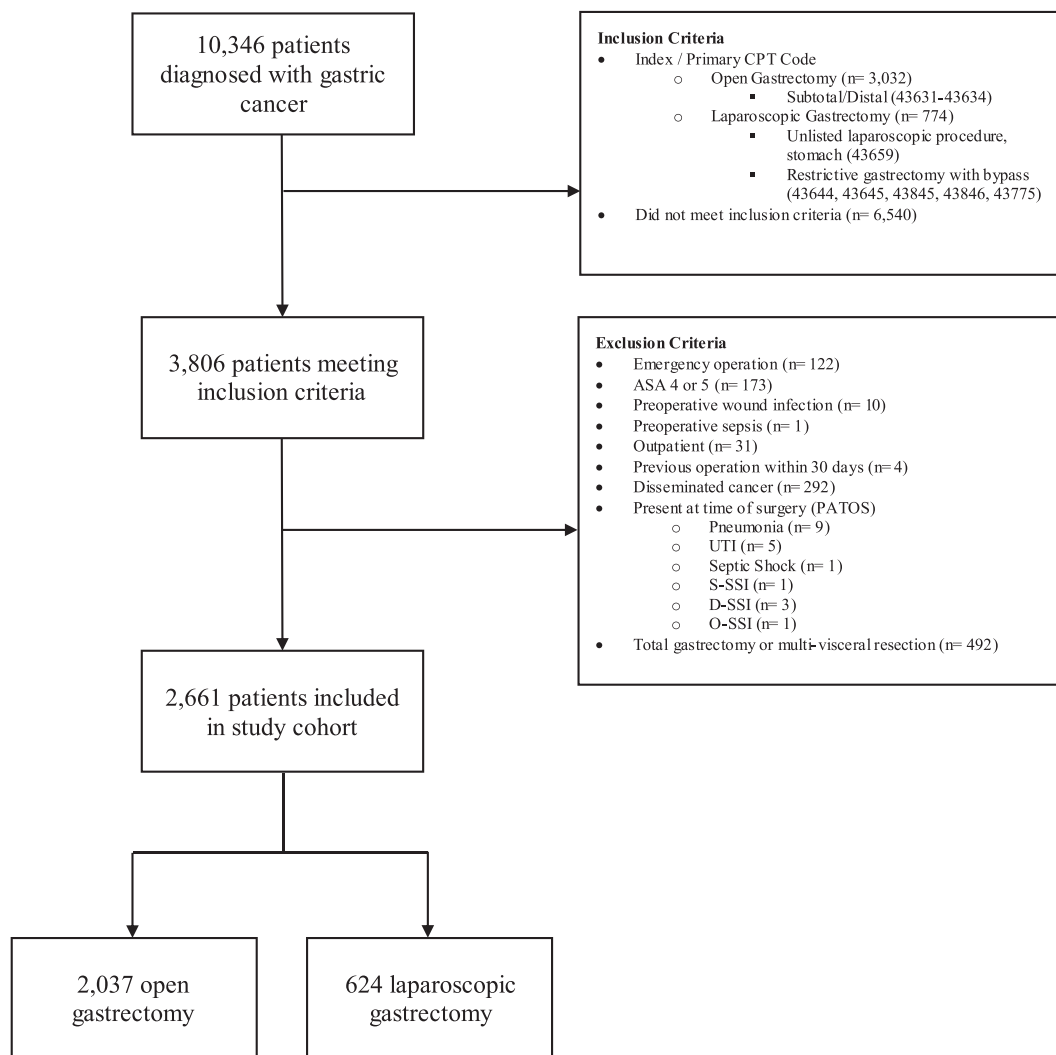 10,346 patients
diagnosed with gastric
cancer
Inclusion Criteria
• Index / Primary CPT Code
o Open Gastrectomy (n= 3,032)
▪ Subtotal/Distal (43631-43634)
o Laparoscopic Gastrectomy (n= 774)
▪ Unlisted laparoscopic procedure,
stomach (43659)
▪ Restrictive gastrectomy with bypass
(43644, 43645, 43845, 43846, 43775)
• Did not meet inclusion criteria (n= 6,540)
3,806 patients meeting
inclusion criteria
Exclusion Criteria
• Emergency operation (n= 122)
• ASA 4 or 5 (n= 173)
• Preoperative wound infection (n= 10)
• Preoperative sepsis (n= 1)
• Outpatient (n= 31)
• Previous operation within 30 days (n= 4)
• Disseminated cancer (n= 292)
• Present at time of surgery (PATOS)
o Pneumonia (n= 9)
o UTI (n= 5)
o Septic Shock (n= 1)
o S-SSI (n= 1)
o D-SSI (n= 3)
o O-SSI (n= 1)
• Total gastrectomy or multi-visceral resection (n= 492)
2,661 patients included
in study cohort
2,037 open
gastrectomy
624 laparoscopic
gastrectomy